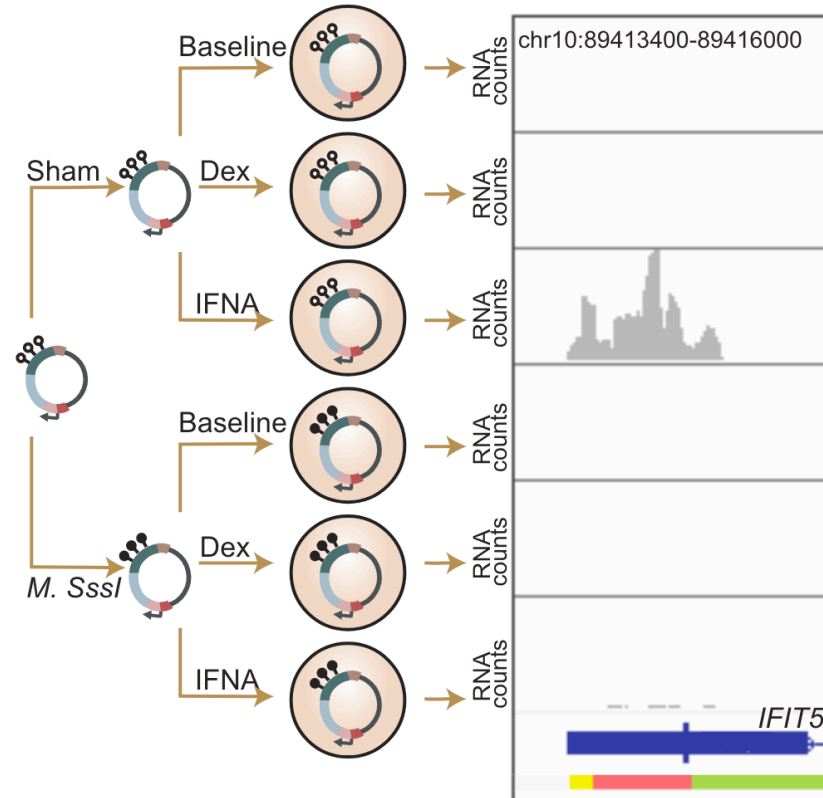 Baseline
RNA
counts
chr10:89413400-89416000
Sham
Dex
RNA
counts
IFNA
RNA
counts
Baseline
RNA
counts
M. SssI
Dex
RNA
counts
IFNA
RNA
counts
IFIT5